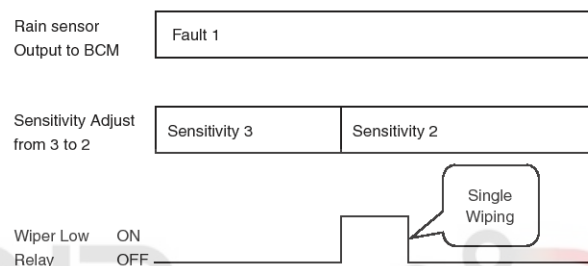 Rain sensor
Output to BCM
Fault 1
Sensitivity Adjust
from 3 to 2
Sensitivity 3
Sensitivity 2
Single
Wiping
Wiper Low ON
Relay OFF